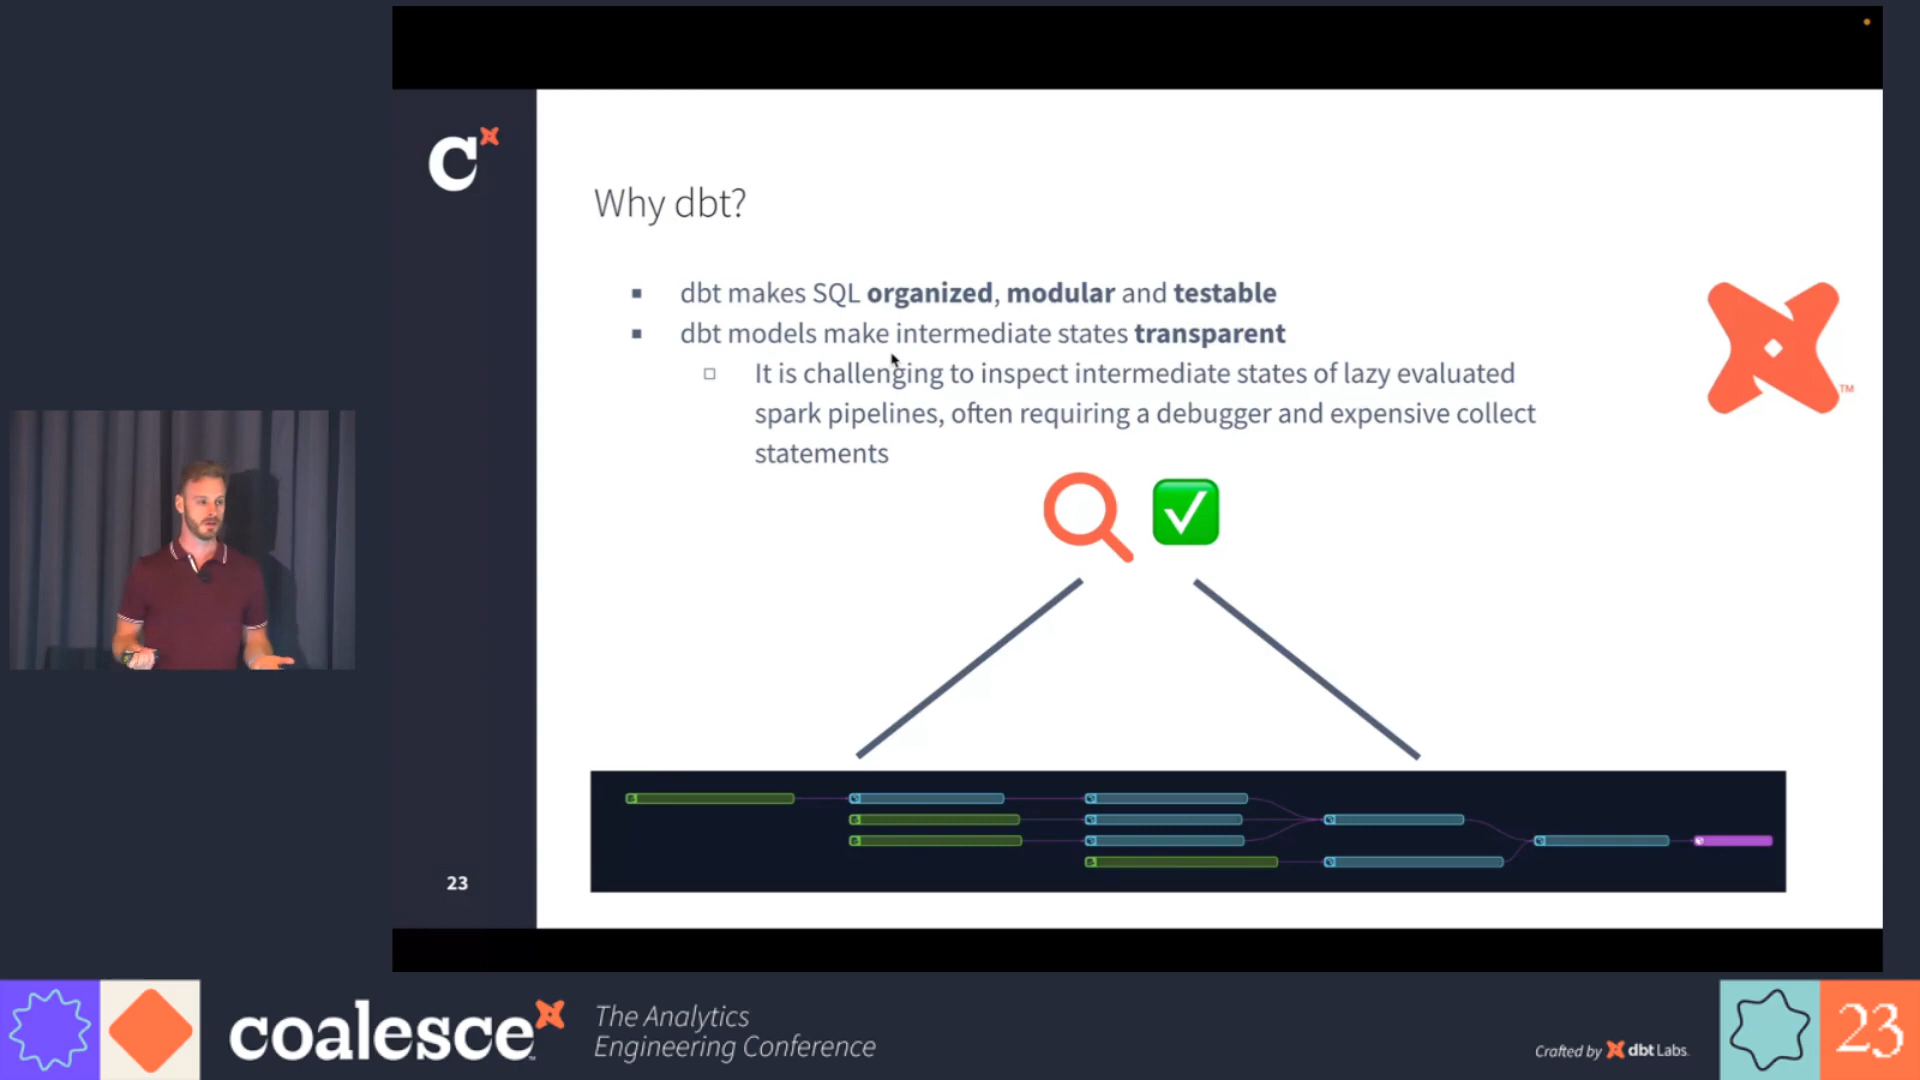 C
Why dbt?
dbt makes SQL organized, modular and testable
dbt models make intermediate states transparent
It is challenging to inspect intermediate states of lazy evaluated
spark pipelines, often requiring a debugger and expensive collect
statements
TM
23
coalesce
The Analytics
Engineering Conference
Crafted by dbt Labs.
23